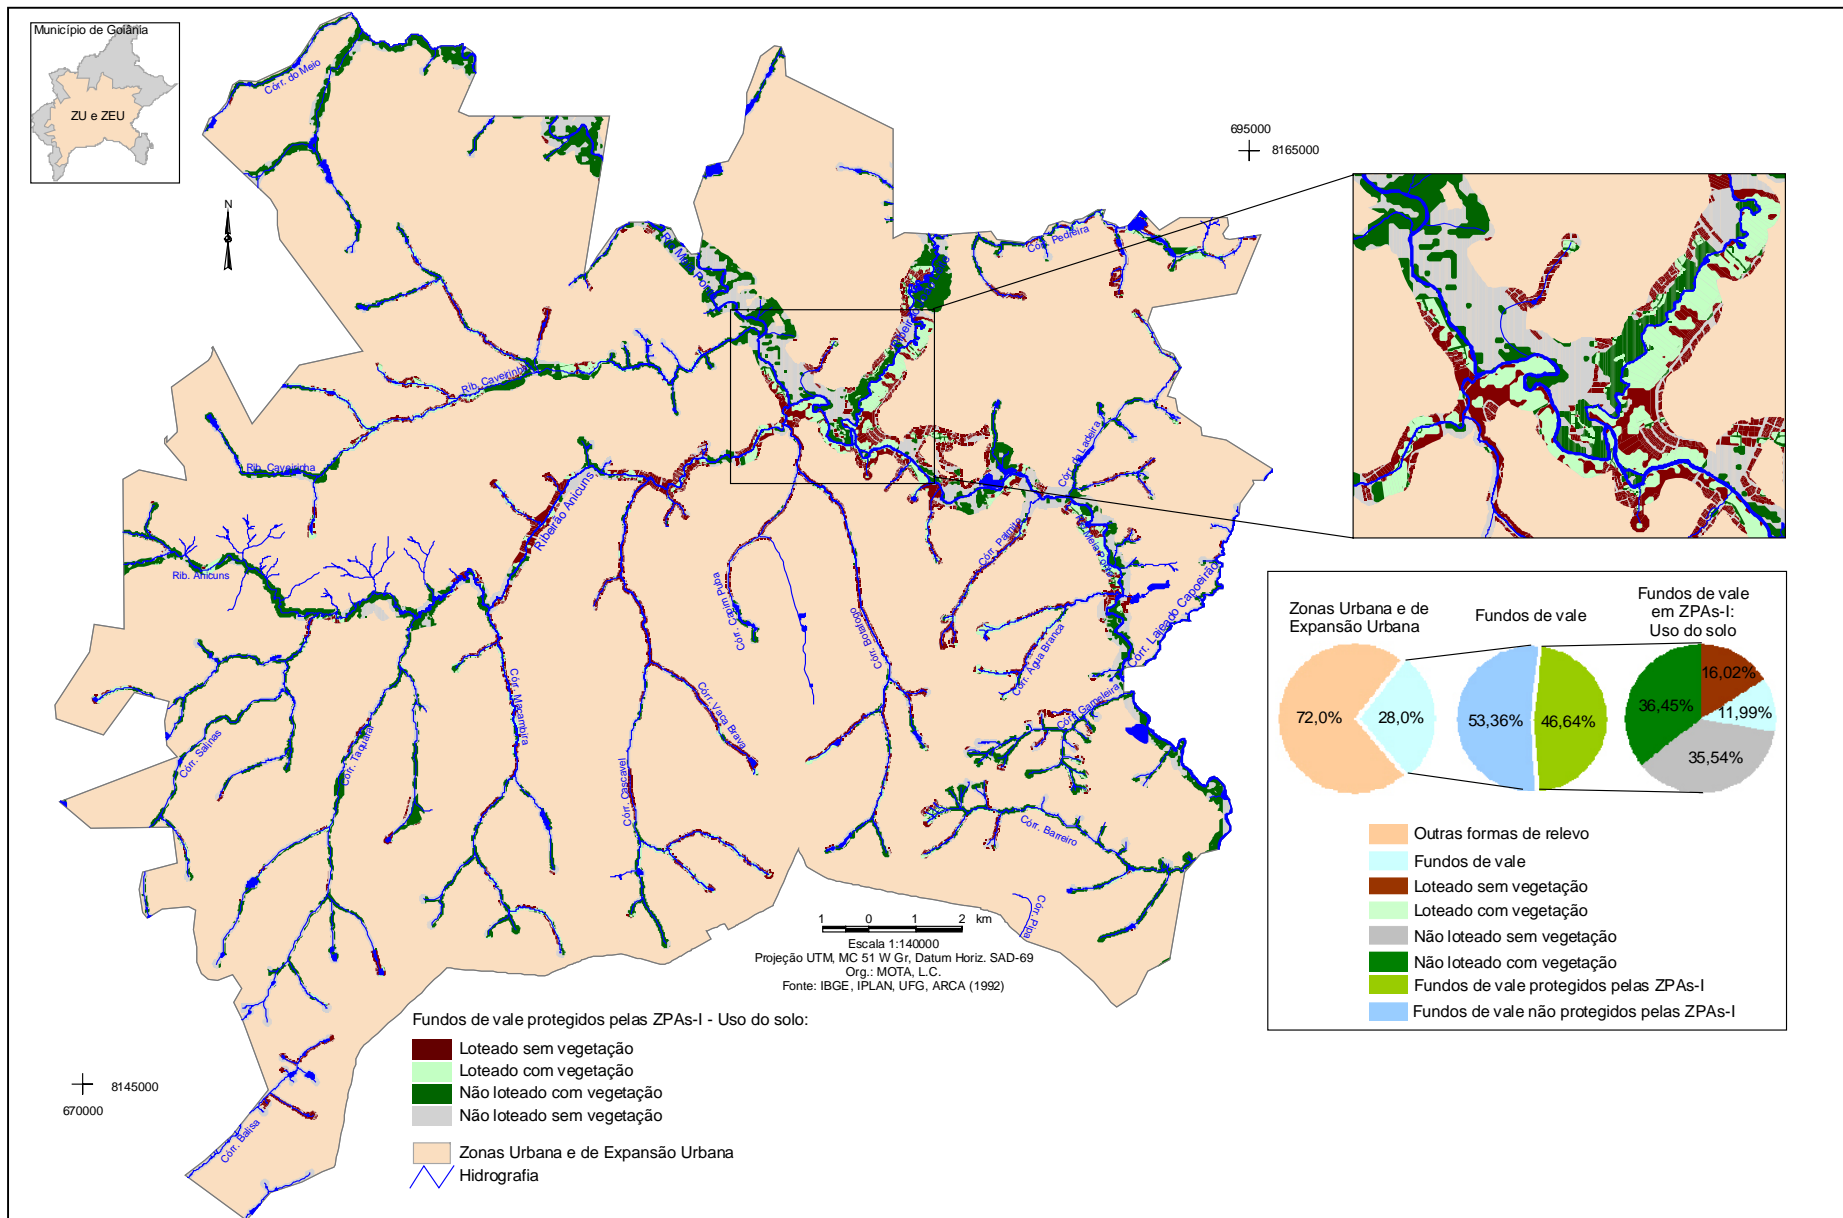 Município de Goiânia
ZU e ZEU
N
695000
8165000
Córr. do Meio
Córr. Pedreira
Rib. Caveirinha
Rib. Caveirinha
Córr. da Ladeira
Ribeirão Anicuns
Rib. Anicuns
Córr. Palmito
Córr. Lajeado Capoeirão
Córr. Capim Puba
Córr. Botafogo
Córr. Água Branca
Córr. Gameleira
Córr. Macambira
Córr. Vaca Brava
Córr. Salinas
Córr. Taquaral
Córr. Cascavel
Córr. Barreiro
Córr. Pipa
Córr. Balisa
Zonas Urbana e de
Expansão Urbana
Fundos de vale
Fundos de vale
em ZPAs-I:
Uso do solo
72,0%
28,0%
53,36%
46,64%
16,02%
11,99%
35,54%
36,45%
Outras formas de relevo
Fundos de vale
Loteado sem vegetação
Loteado com vegetação
Não loteado sem vegetação
Não loteado com vegetação
Fundos de vale protegidos pelas ZPAs-I
Fundos de vale não protegidos pelas ZPAs-I
1 0 1 2 km
Escala 1:140000
Projeção UTM, MC 51 W Gr, Datum Horiz. SAD-69
Org.: MOTA, L.C.
Fonte: IBGE, IPLAN, UFG, ARCA (1992)
Fundos de vale protegidos pelas ZPAs-I - Uso do solo:
Loteado sem vegetação
Loteado com vegetação
Não loteado com vegetação
Não loteado sem vegetação
Zonas Urbana e de Expansão Urbana
Hidrografia
8145000
670000